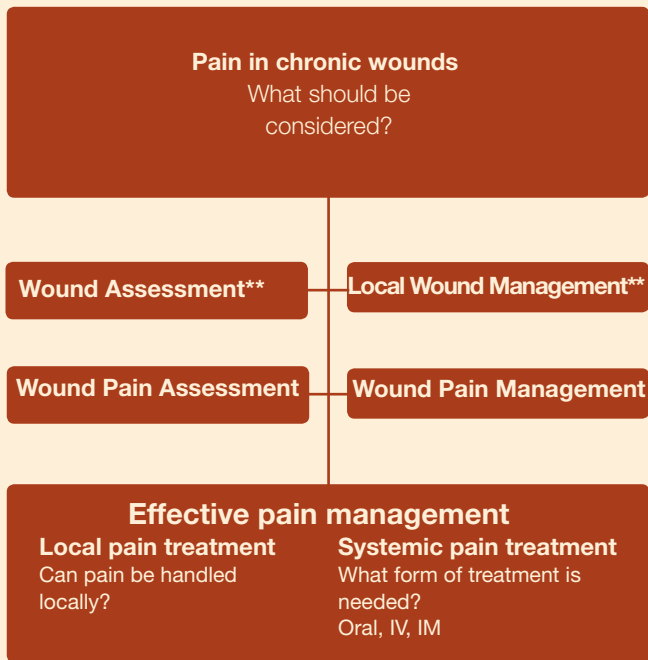 Pain in chronic wounds
What should be
considered?
Wound Assessment**
Local Wound Management**
Wound Pain Assessment
Wound Pain Management
Effective pain management
Local pain treatment
Can pain be handled
locally?
Systemic pain treatment
What form of treatment is
needed?
Oral, IV, IM